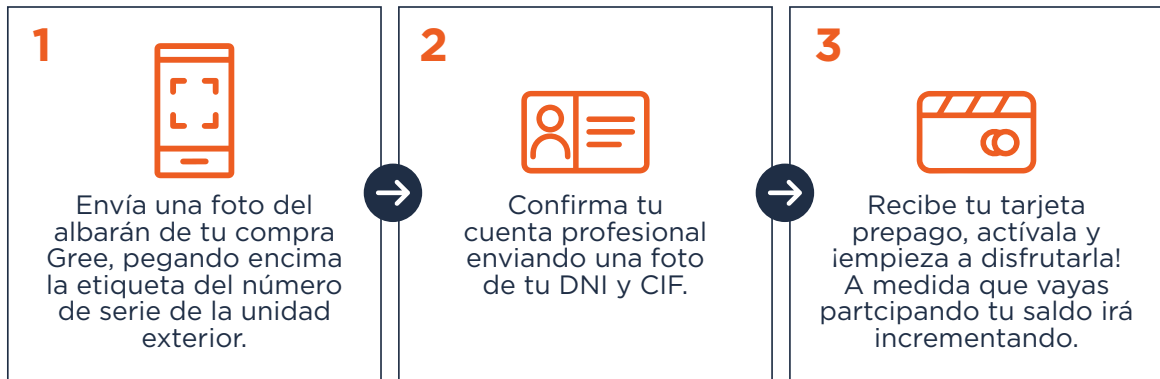 1
Envía una foto del
albarán de tu compra
Gree, pegando encima
la etiqueta del número
de serie de la unidad
exterior.
2
Confirma tu
cuenta profesional
enviando una foto
de tu DNI y CIF.
3
Recibe tu tarjeta
prepago, actívala y
¡empieza a disfrutarla!
A medida que vayas
partcipando tu saldo irá
incrementando.